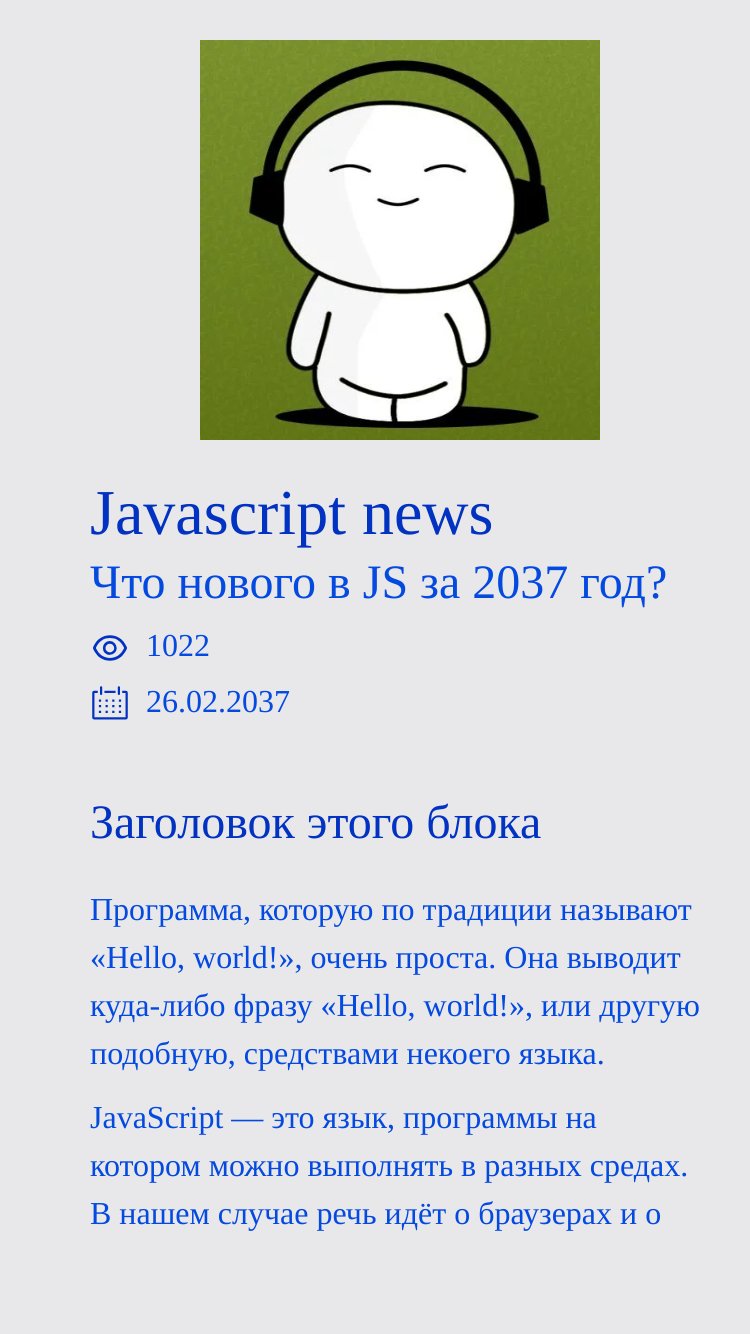 Javascript news
Что нового в JS за 2037 год?
1022
26.02.2037
Заголовок этого блока
Программа, которую по традиции называют
«Hello, world!», очень проста. Она выводит
куда-либо фразу «Hello, world!», или другую
подобную, средствами некоего языка.
JavaScript — это язык, программы на
котором можно выполнять в разных средах.
В нашем случае речь идёт о браузерах и о